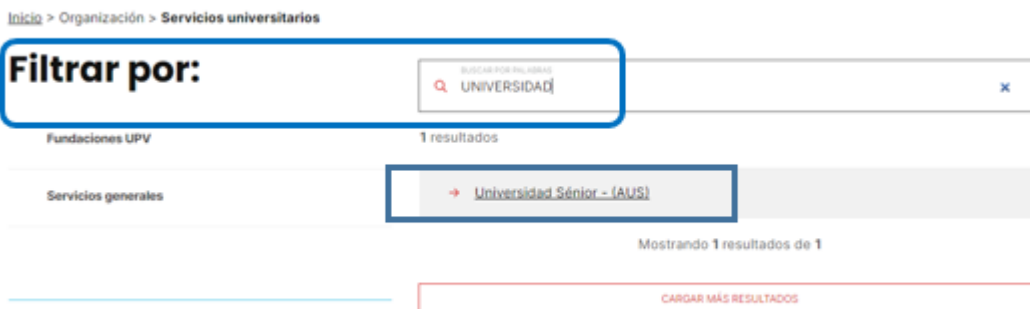 Inicio > Organización > Servicios universitarios
Filtrar por:
BUSCAR POR PALABRAS
UNIVERSIDAD
×
Fundaciones UPV
1 resultados
Servicios generales
→ Universidad Sénior - (AUS)
Mostrando 1 resultados de 1
CARGAR MÁS RESULTADOS